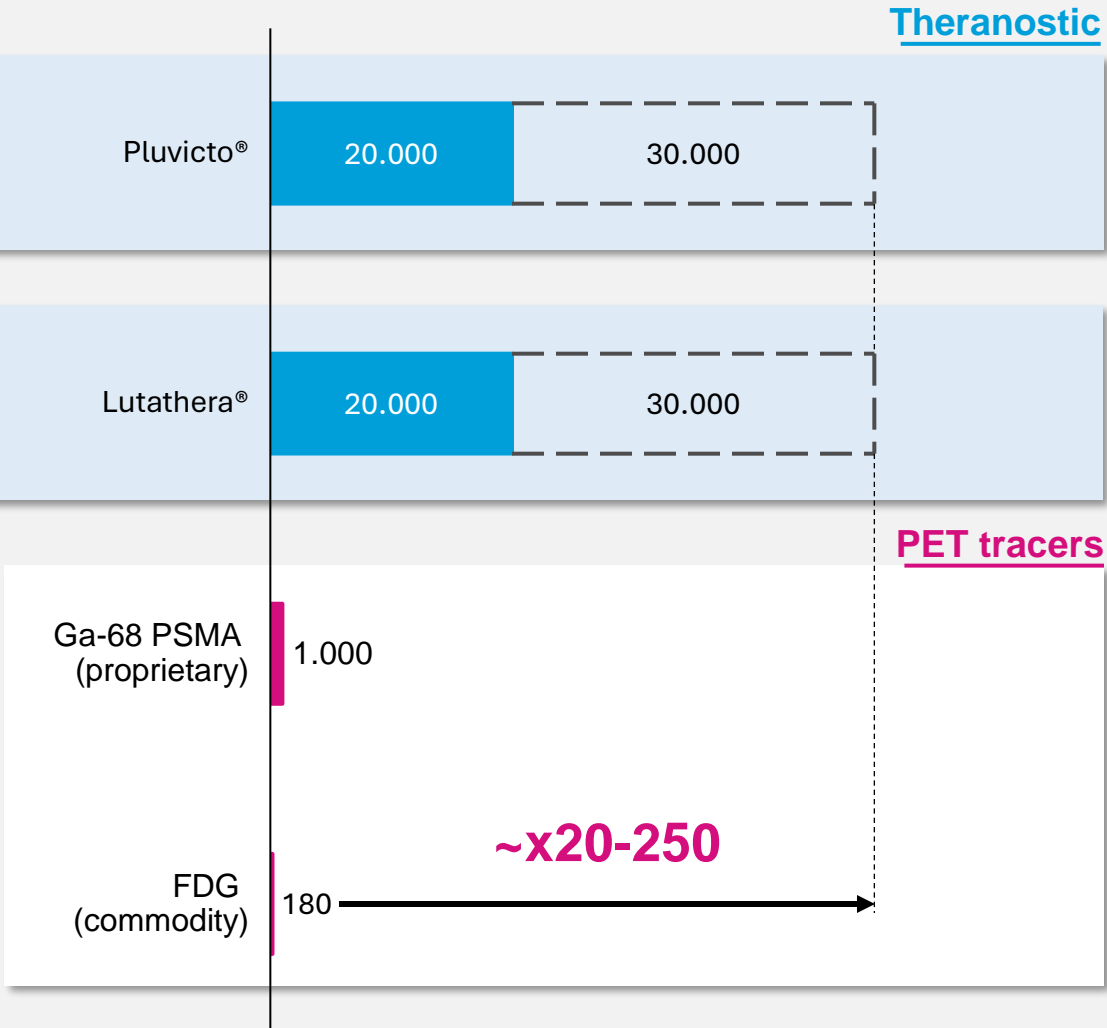 Theranostic
Pluvicto®
20.000
30.000
Lutathera®
20.000
30.000
PET tracers
Ga-68 PSMA
(proprietary)
1.000
~x20-250
FDG
(commodity)
180